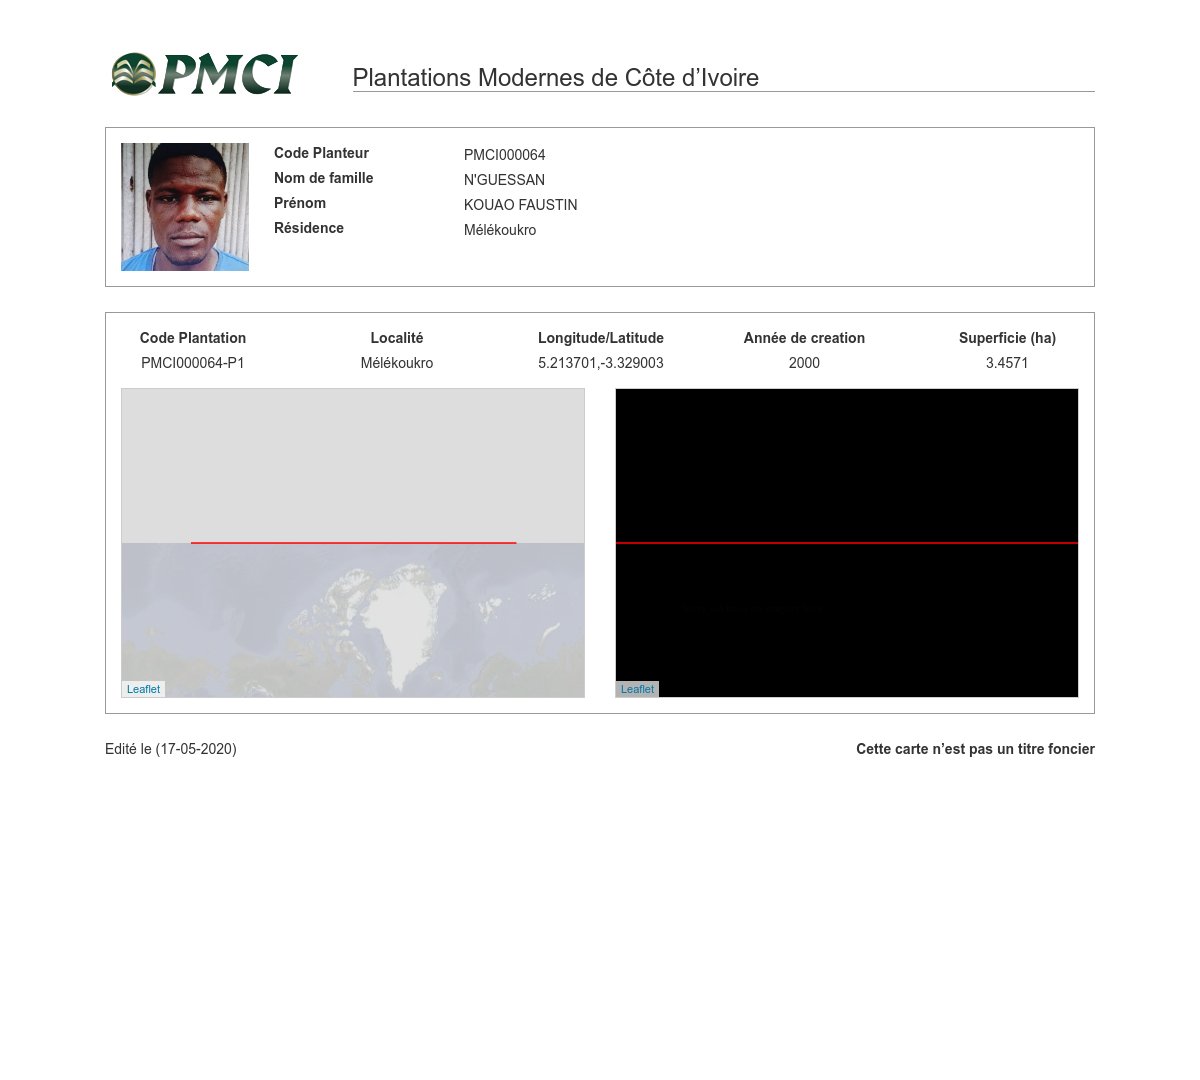 PMCI
Plantations Modernes de Côte d’Ivoire
Code Planteur PMCI000064
Nom de famille N'GUESSAN
Prénom KOUAO FAUSTIN
Résidence Mélékoukro
Code Plantation Localité Longitude/Latitude Année de creation Superficie (ha)
PMCI000064-P1 Mélékoukro 5.213701,-3.329003 2000 3.4571
Leaflet Leaflet
Edité le (17-05-2020) Cette carte n’est pas un titre foncier